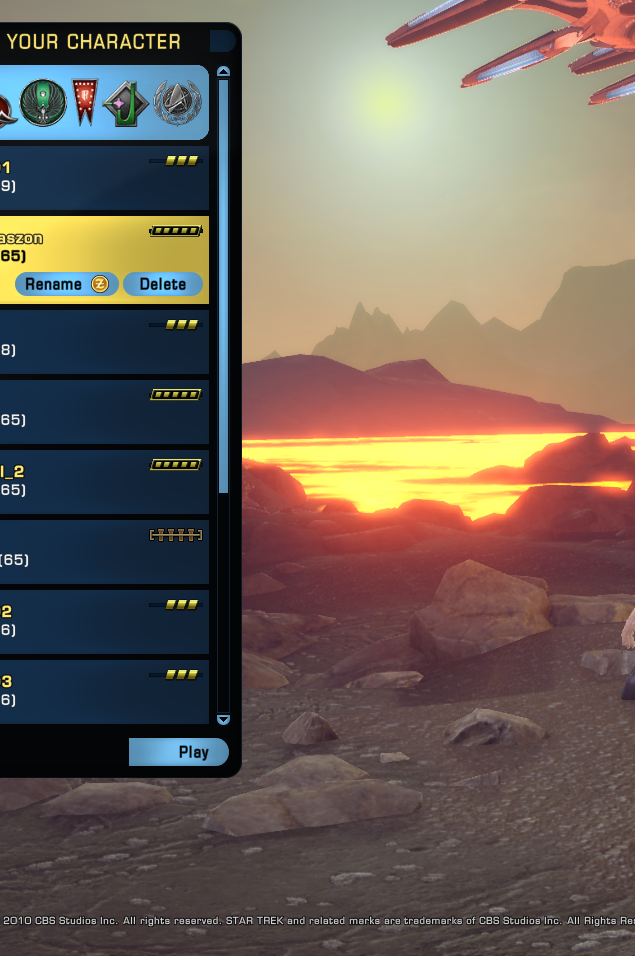 YOUR CHARACTER
1
9)
aszon
65)
Rename
Delete
8)
65)
l_2
65)
(65)
2
6)
3
6)
Play
2010 CBS Studios Inc. All rights reserved. STAR TREK and related marks are trademarks of CBS Studios Inc. All Rights Re